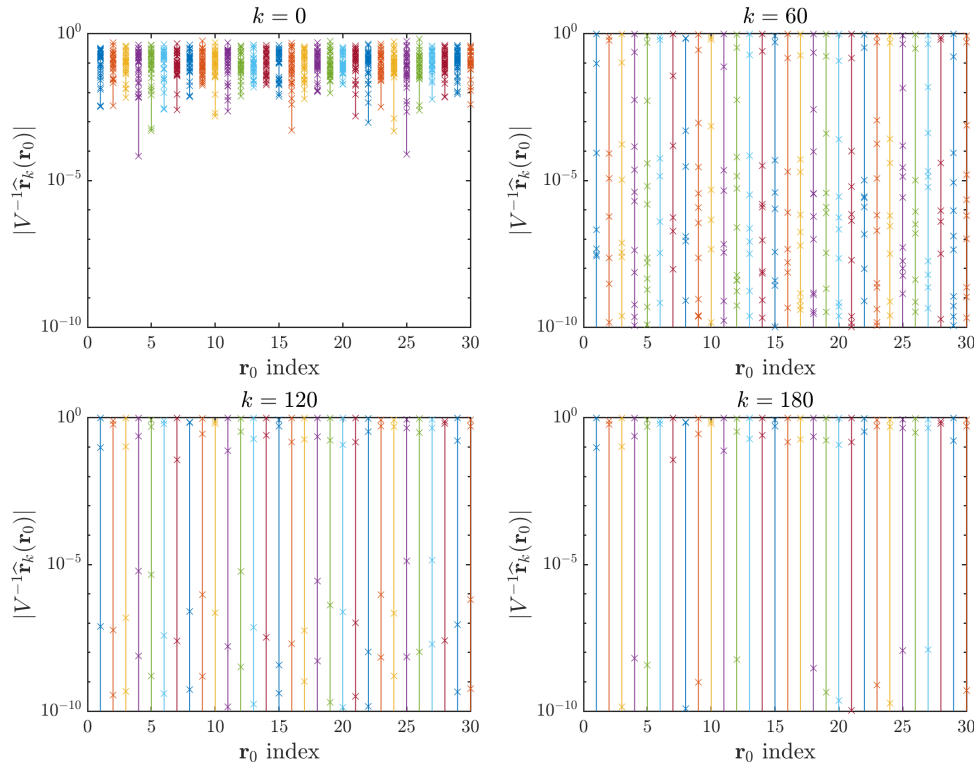 k = 0
10^0
10^{-5}
10^{-10}
|V^{-1}\widehat{r}_k(r_0)|
0 5 10 15 20 25 30
r_0 index
k = 60
10^0
10^{-5}
10^{-10}
|V^{-1}\widehat{r}_k(r_0)|
0 5 10 15 20 25 30
r_0 index
k = 120
10^0
10^{-5}
10^{-10}
|V^{-1}\widehat{r}_k(r_0)|
0 5 10 15 20 25 30
r_0 index
k = 180
10^0
10^{-5}
10^{-10}
|V^{-1}\widehat{r}_k(r_0)|
0 5 10 15 20 25 30
r_0 index